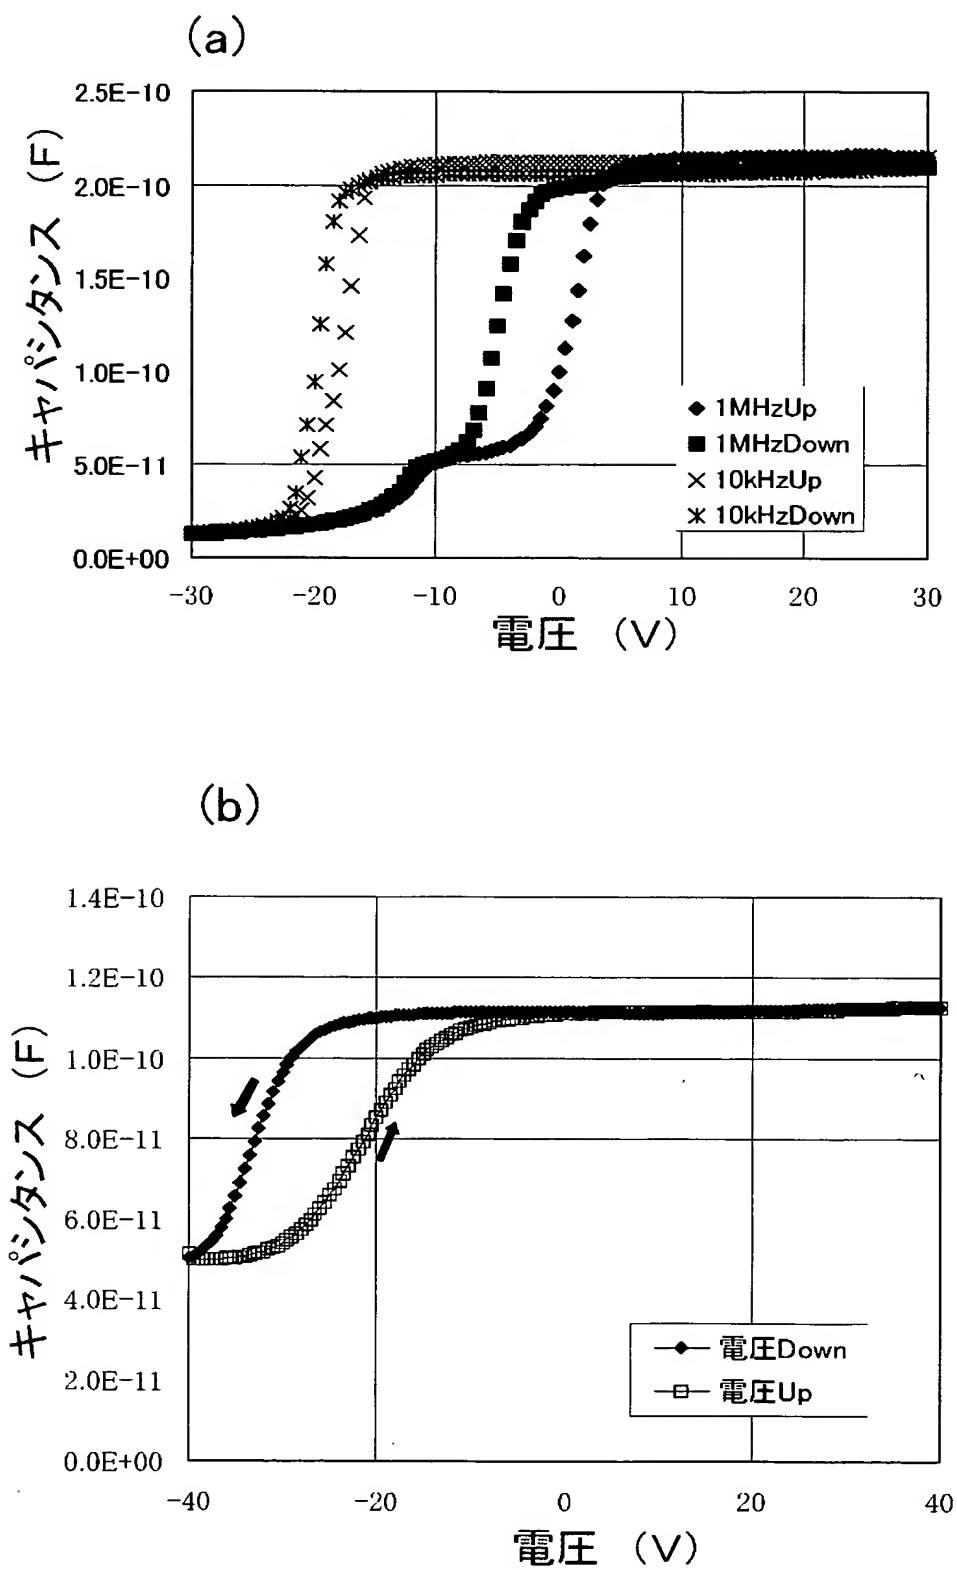 (a)
キャパシタンス (F)
2.5E-10
2.0E-10
1.5E-10
1.0E-10
5.0E-11
0.0E+00
1MHzUp
1MHzDown
10kHzUp
10kHzDown
-30 -20 -10 0 10 20 30
電圧 (V)
(b)
キャパシタンス (F)
1.4E-10
1.2E-10
1.0E-10
8.0E-11
6.0E-11
4.0E-11
2.0E-11
0.0E+00
電圧Down
電圧Up
-40 -20 0 20 40
電圧 (V)